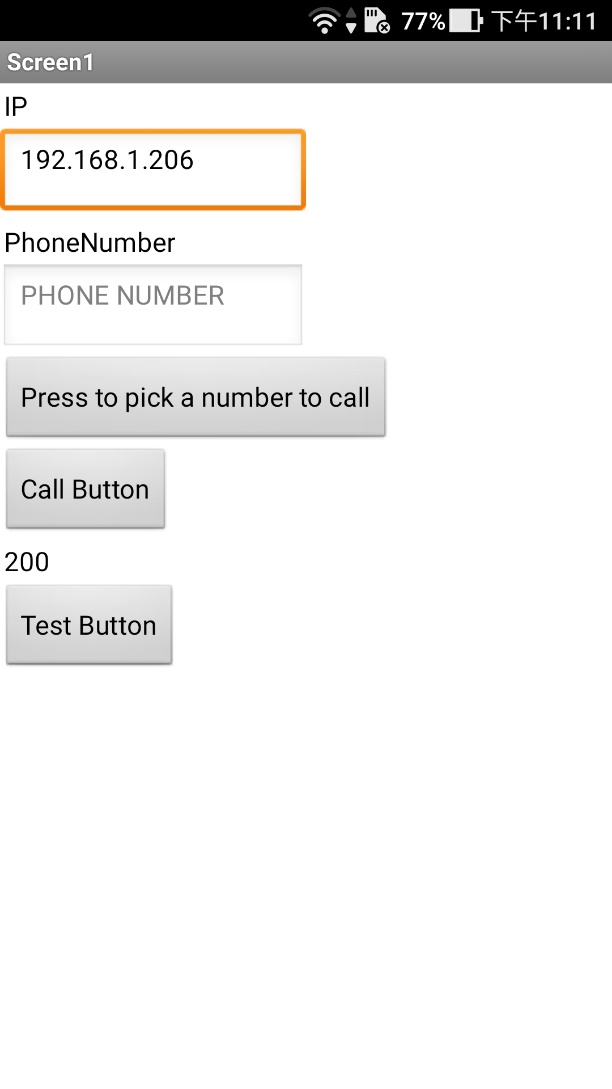 77% 下午11:11
Screen1
IP
192.168.1.206
PhoneNumber
PHONE NUMBER
Press to pick a number to call
Call Button
200
Test Button